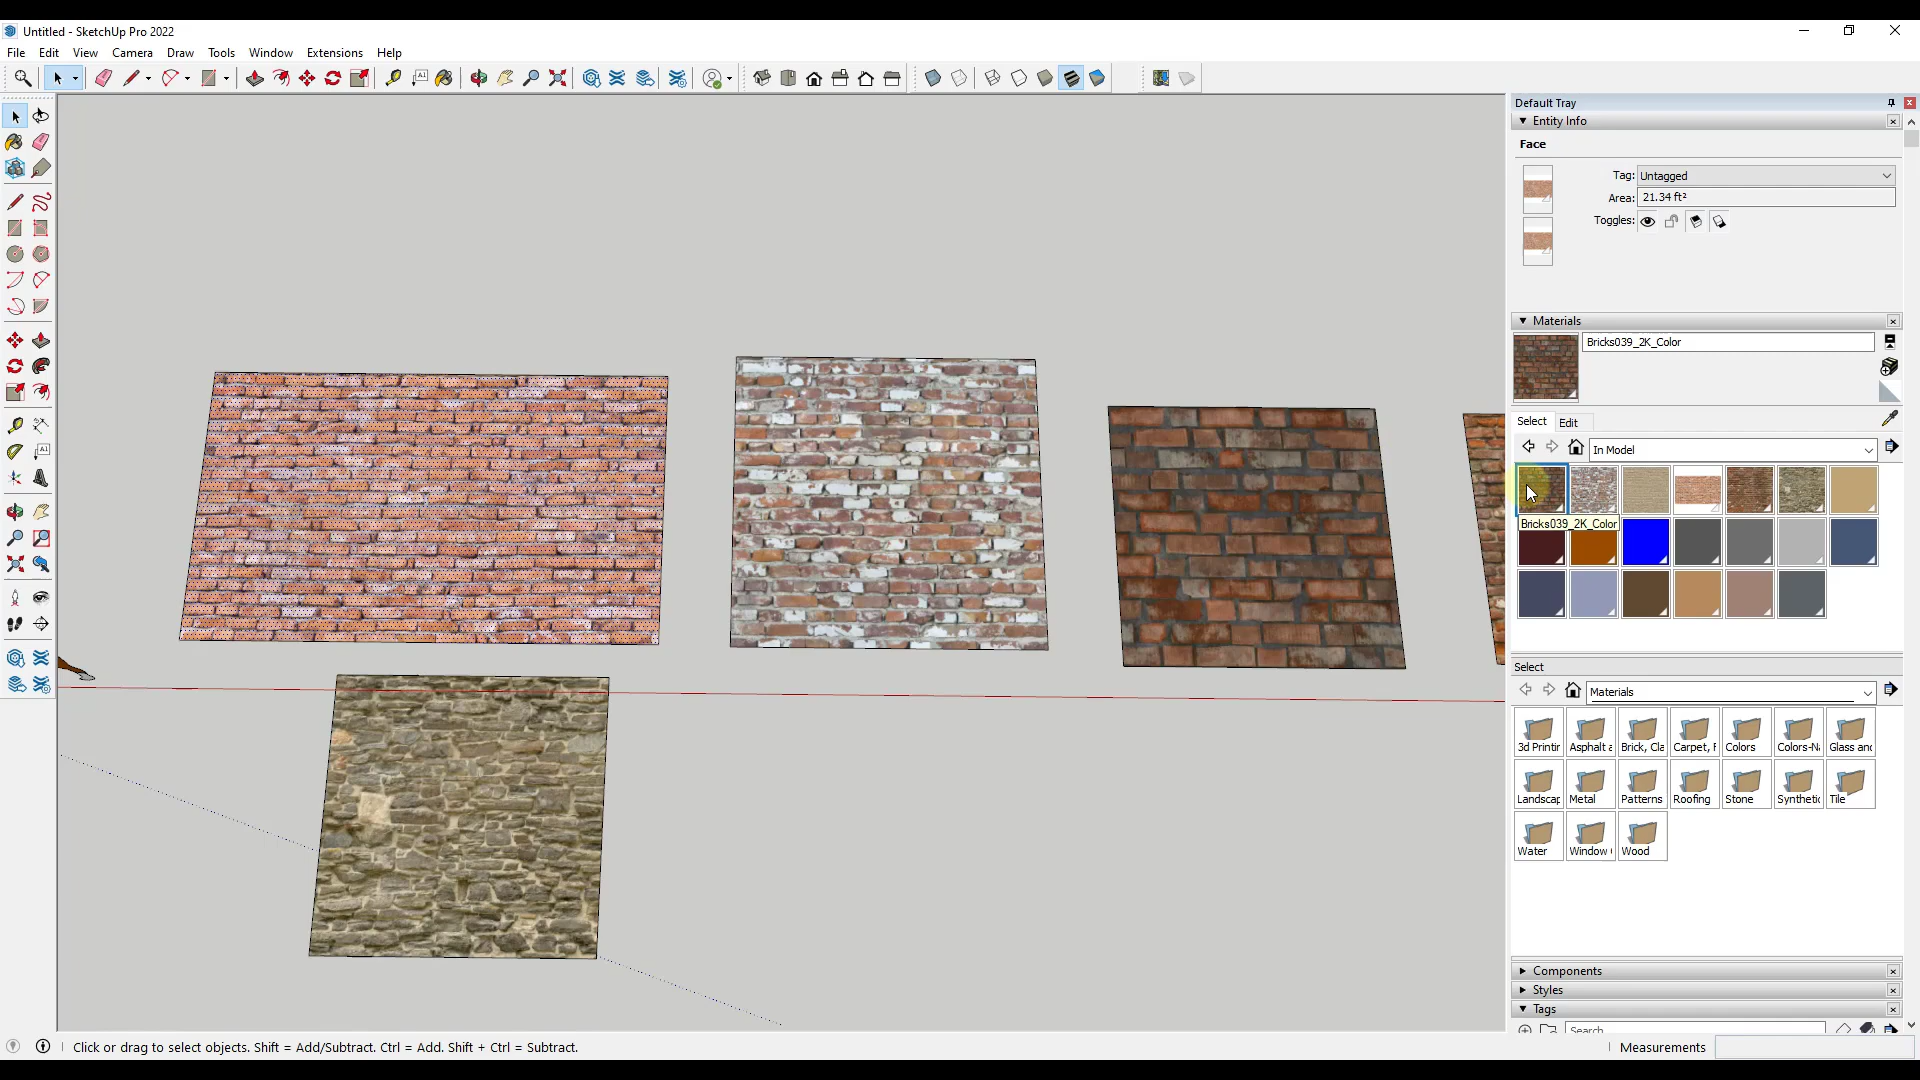 Untitled - SketchUp Pro 2022
File Edit View Camera Draw Tools Window Extensions Help
Default Tray
Entity Info
Face
Tag: Untagged
Area: 21.34 ft²
Toggles:
Materials
Bricks039_2K_Color
Select Edit
In Model
Bricks039_2K_Color
Select
Materials
3d Printir Asphalt a Brick, Cla Carpet, F Colors Colors-Na Glass and
Landscap Metal Patterns Roofing Stone Synthetic Tile
Water Window Wood
Components
Styles
Tags
Search
Click or drag to select objects. Shift = Add/Subtract. Ctrl = Add. Shift + Ctrl = Subtract.
Measurements